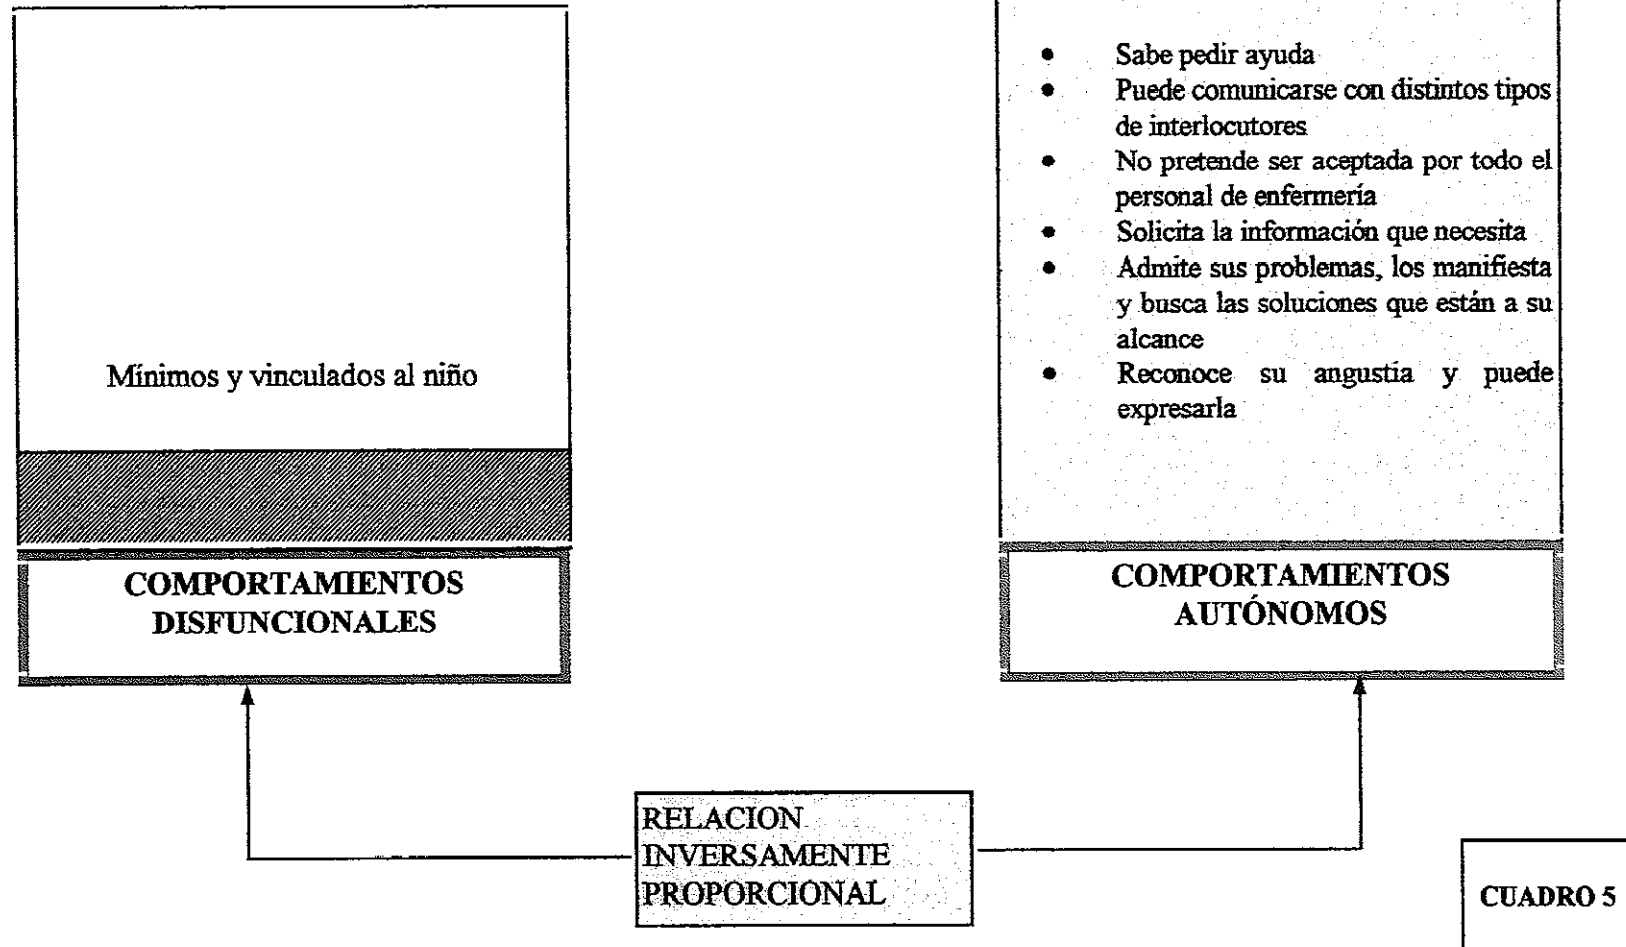 Mínimos y vinculados al niño
COMPORTAMIENTOS
DISFUNCIONALES
• Sabe pedir ayuda
• Puede comunicarse con distintos tipos
de interlocutores
• No pretende ser aceptada por todo el
personal de enfermería
• Solicita la información que necesita
• Admite sus problemas, los manifiesta
y busca las soluciones que están a su
alcance
• Reconoce su angustia y puede
expresarla
COMPORTAMIENTOS
AUTÓNOMOS
RELACION
INVERSAMENTE
PROPORCIONAL
CUADRO 5